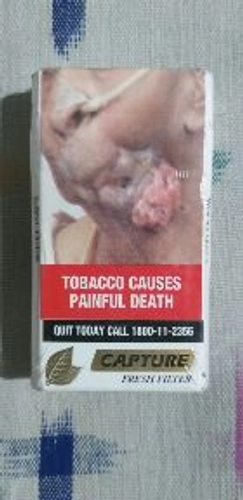 TOBACCO CAUSES
PAINFUL DEATH
QUIT TODAY CALL 1800-11-2356
CAPTURE
FRESH FILTER